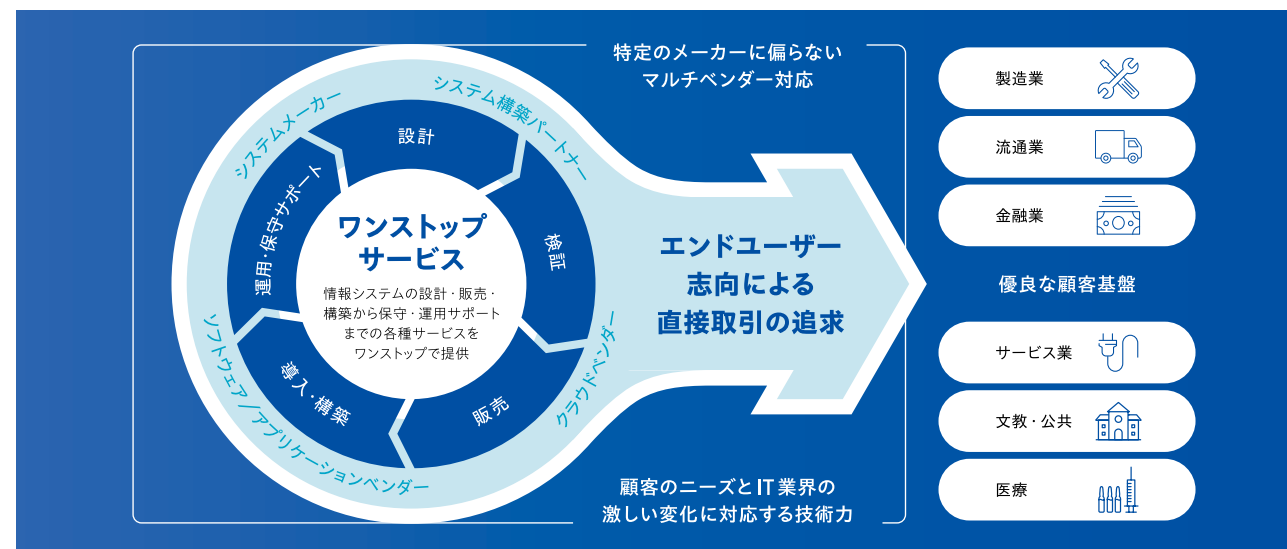 特定のメーカーに偏らない
マルチベンダー対応
システムメーカー
システム構築パートナー
クラウドベンダー
ソフトウェア/アプリケーションベンダー
設計
検証
販売
導入・構築
運用・保守サポート
ワンストップ
サービス
情報システムの設計・販売・
構築から保守・運用サポート
までの各種サービスを
ワンストップで提供
エンドユーザー
志向による
直接取引の追求
顧客のニーズとIT業界の
激しい変化に対応する技術力
製造業
流通業
金融業
優良な顧客基盤
サービス業
文教・公共
医療